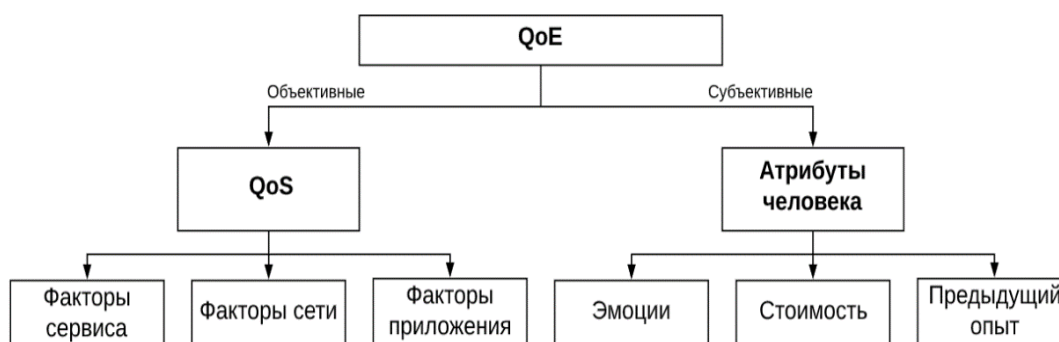 QoE
Объективные
Субъективные
QoS
Атрибуты
человека
Факторы
сервиса
Факторы сети
Факторы
приложения
Эмоции
Стоимость
Предыдущий
опыт